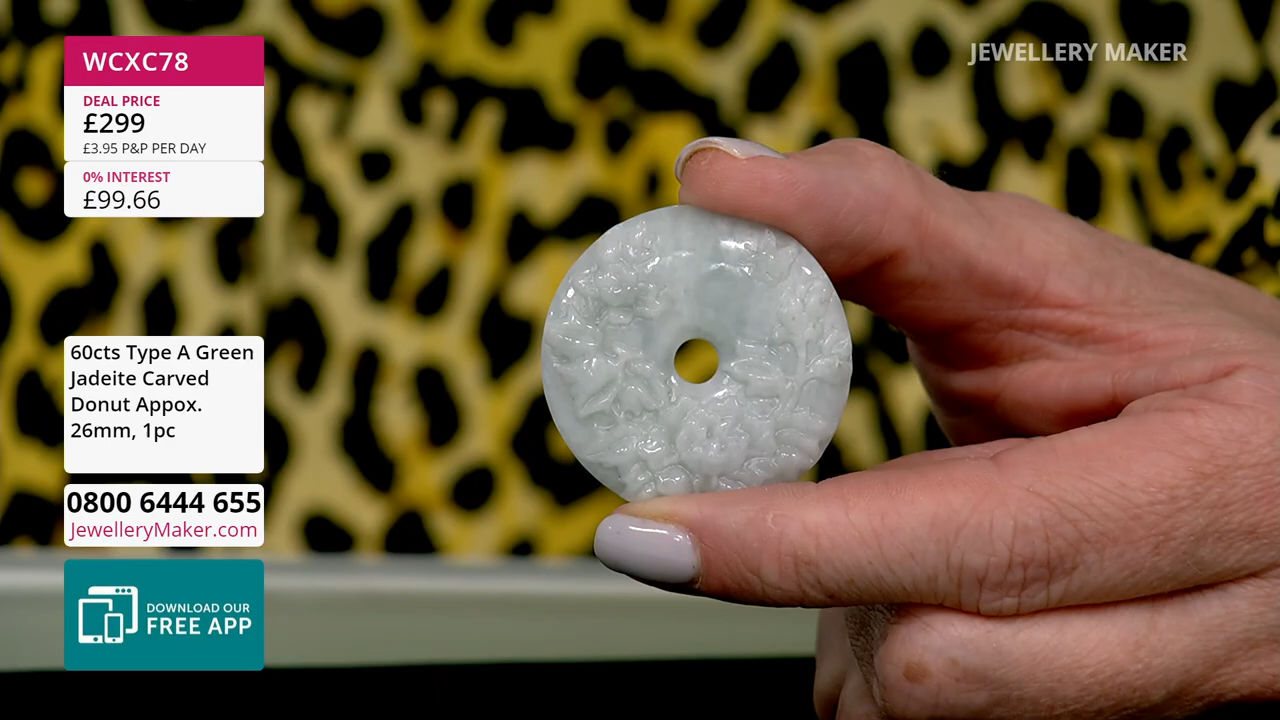 WCXC78
DEAL PRICE
£299
£3.95 P&P PER DAY
0% INTEREST
£99.66
60cts Type A Green
Jadeite Carved
Donut Appox.
26mm, 1pc
0800 6444 655
JewelleryMaker.com
DOWNLOAD OUR
FREE APP
JEWELLERY MAKER